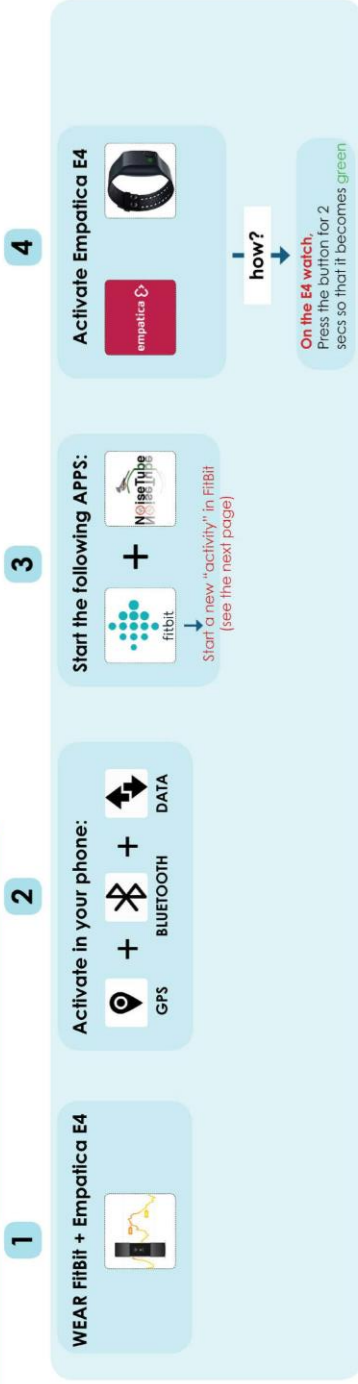 1
WEAR FitBit + Empatica E4
2
Activate in your phone:
GPS
+
BLUETOOTH
+
DATA
3
Start the following APPS:
fitbit
+
NoiseTube
NoiseTube
Start a new "activity" in FitBit
(see the next page)
4
Activate Empatica E4
empatica
how?
On the E4 watch,
Press the button for 2
secs so that it becomes green